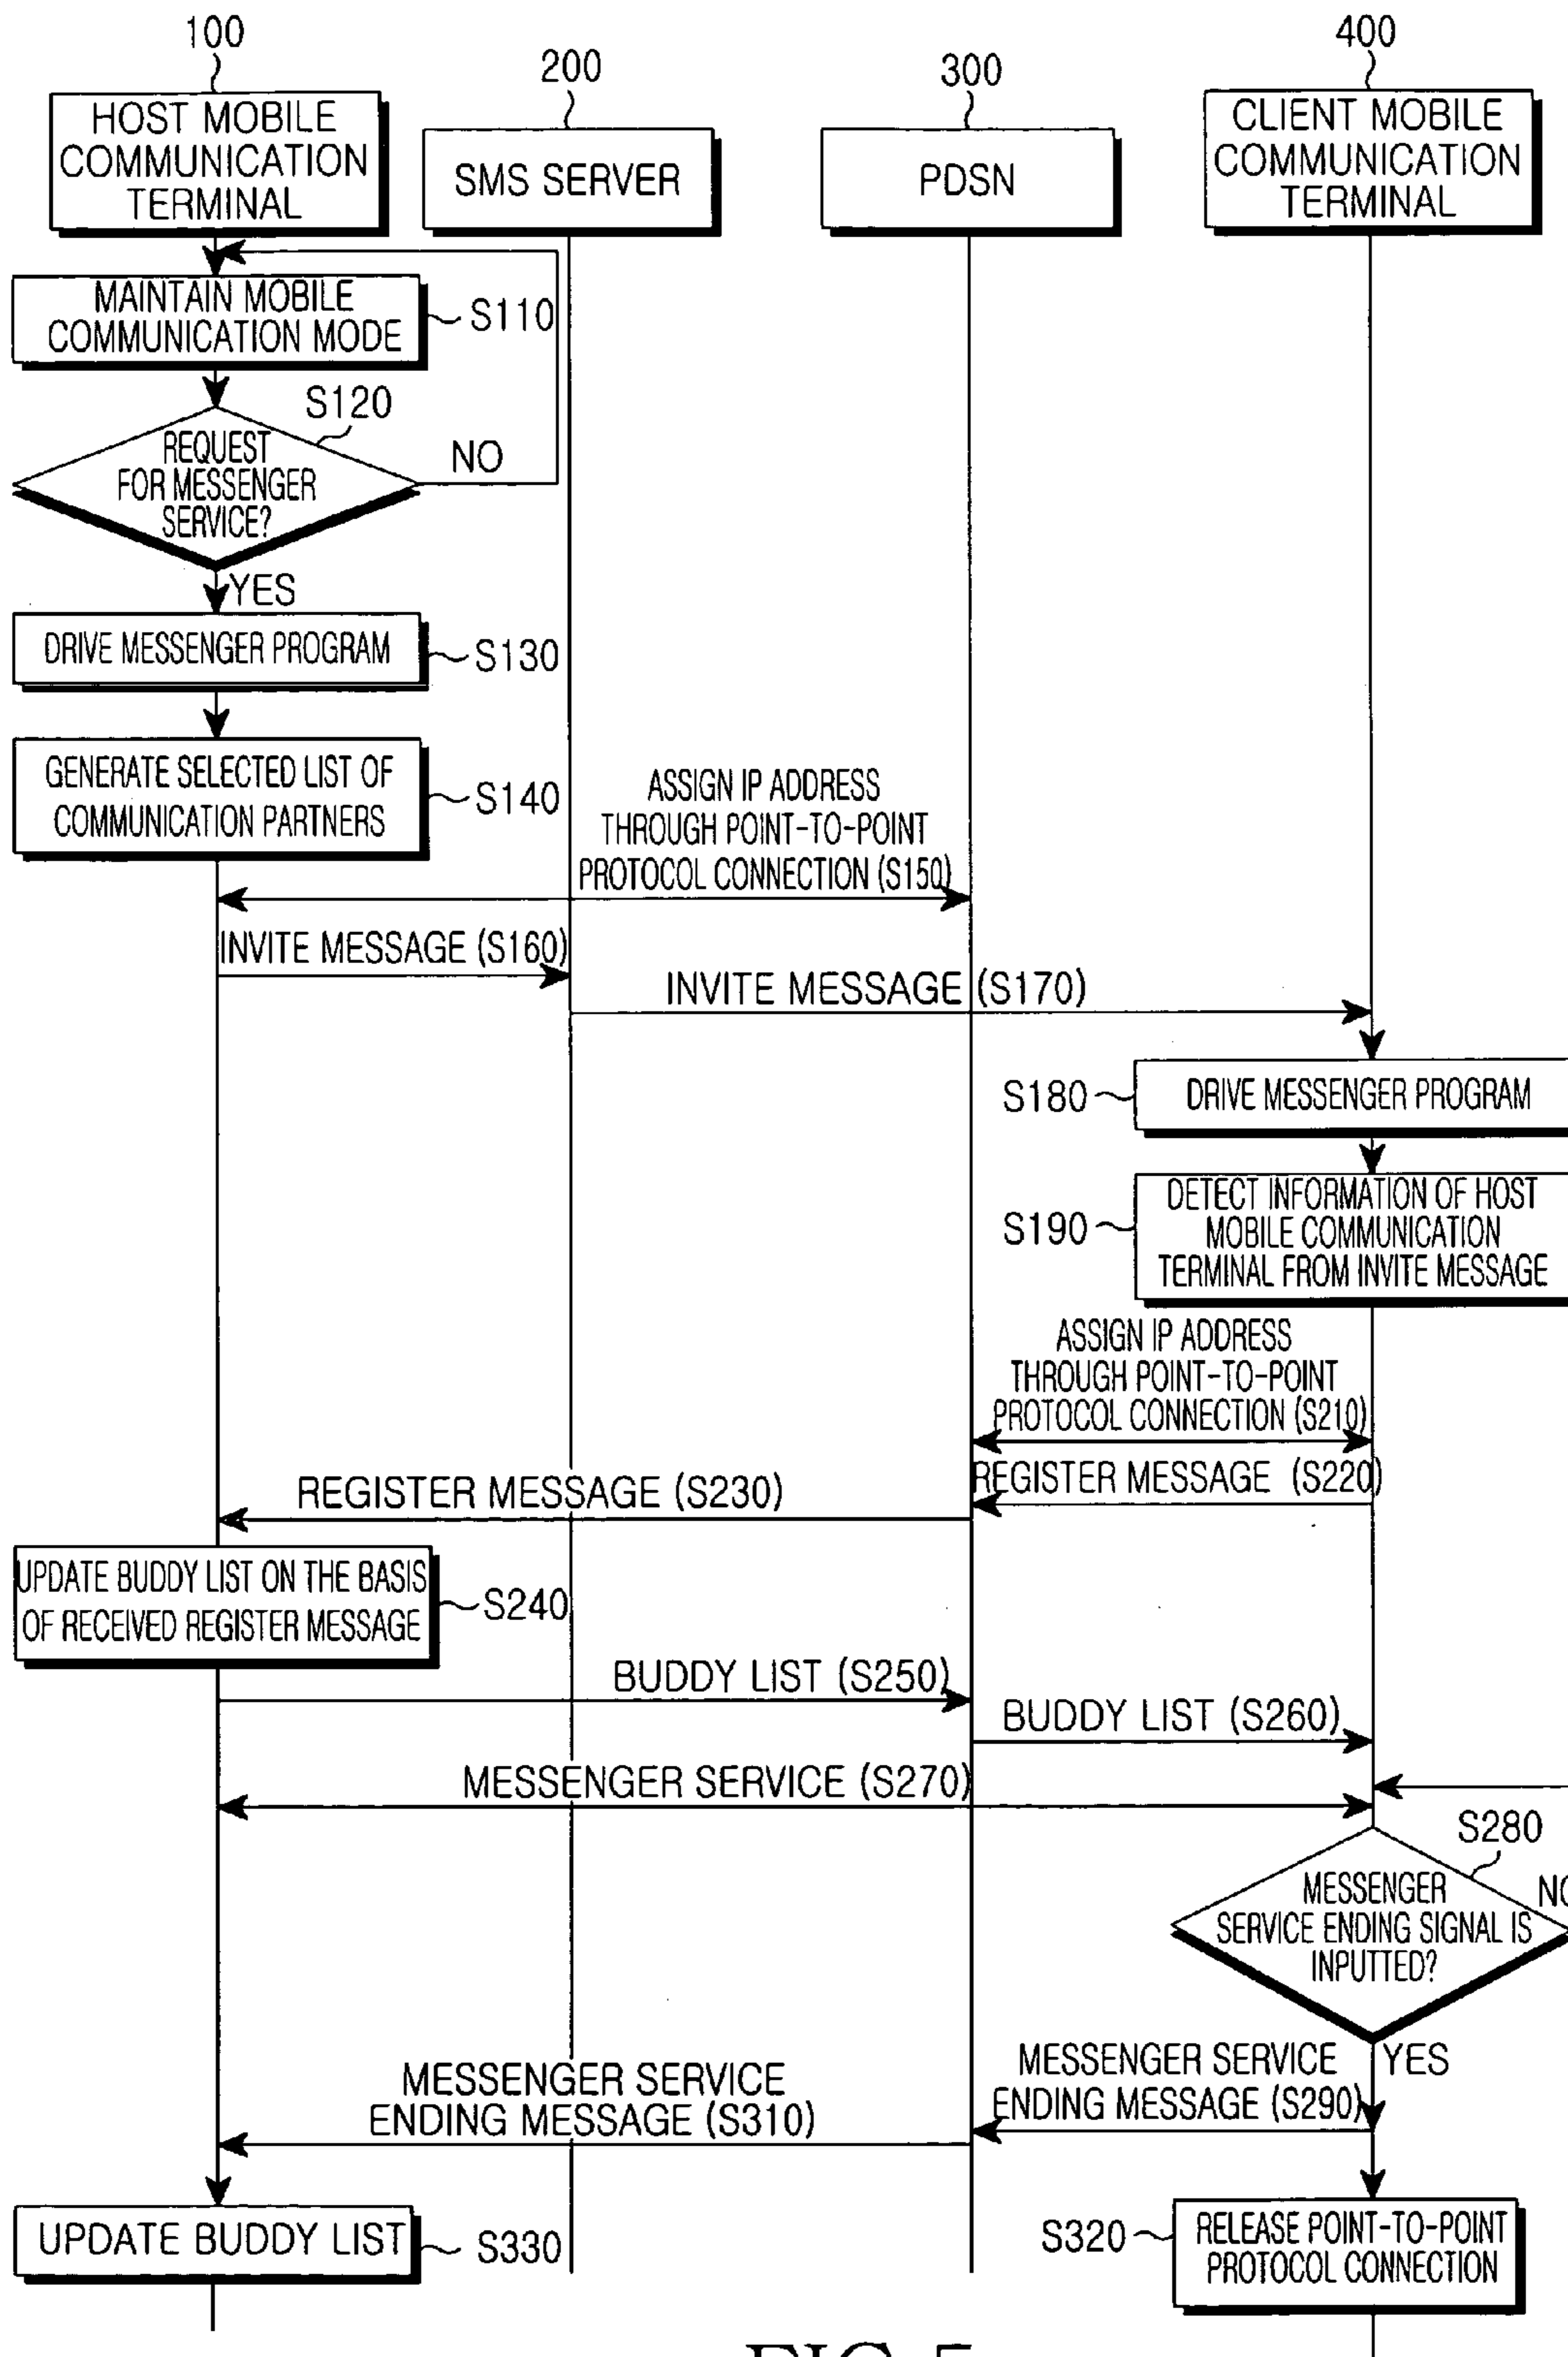 100
200
300
400
HOST MOBILE
COMMUNICATION
TERMINAL
SMS SERVER
PDSN
CLIENT MOBILE
COMMUNICATION
TERMINAL
MAINTAIN MOBILE
COMMUNICATION MODE
S110
S120
REQUEST
FOR MESSENGER
SERVICE?
NO
YES
DRIVE MESSENGER PROGRAM
S130
GENERATE SELECTED LIST OF
COMMUNICATION PARTNERS
S140
ASSIGN IP ADDRESS
THROUGH POINT-TO-POINT
PROTOCOL CONNECTION (S150)
INVITE MESSAGE (S160)
INVITE MESSAGE (S170)
S180
DRIVE MESSENGER PROGRAM
S190
DETECT INFORMATION OF HOST
MOBILE COMMUNICATION
TERMINAL FROM INVITE MESSAGE
ASSIGN IP ADDRESS
THROUGH POINT-TO-POINT
PROTOCOL CONNECTION (S210)
REGISTER MESSAGE (S220)
REGISTER MESSAGE (S230)
UPDATE BUDDY LIST ON THE BASIS
OF RECEIVED REGISTER MESSAGE
S240
BUDDY LIST (S250)
BUDDY LIST (S260)
MESSENGER SERVICE (S270)
S280
MESSENGER
SERVICE ENDING SIGNAL IS
INPUTTED?
NO
YES
MESSENGER SERVICE
ENDING MESSAGE (S290)
MESSENGER SERVICE
ENDING MESSAGE (S310)
UPDATE BUDDY LIST
S330
S320
RELEASE POINT-TO-POINT
PROTOCOL CONNECTION